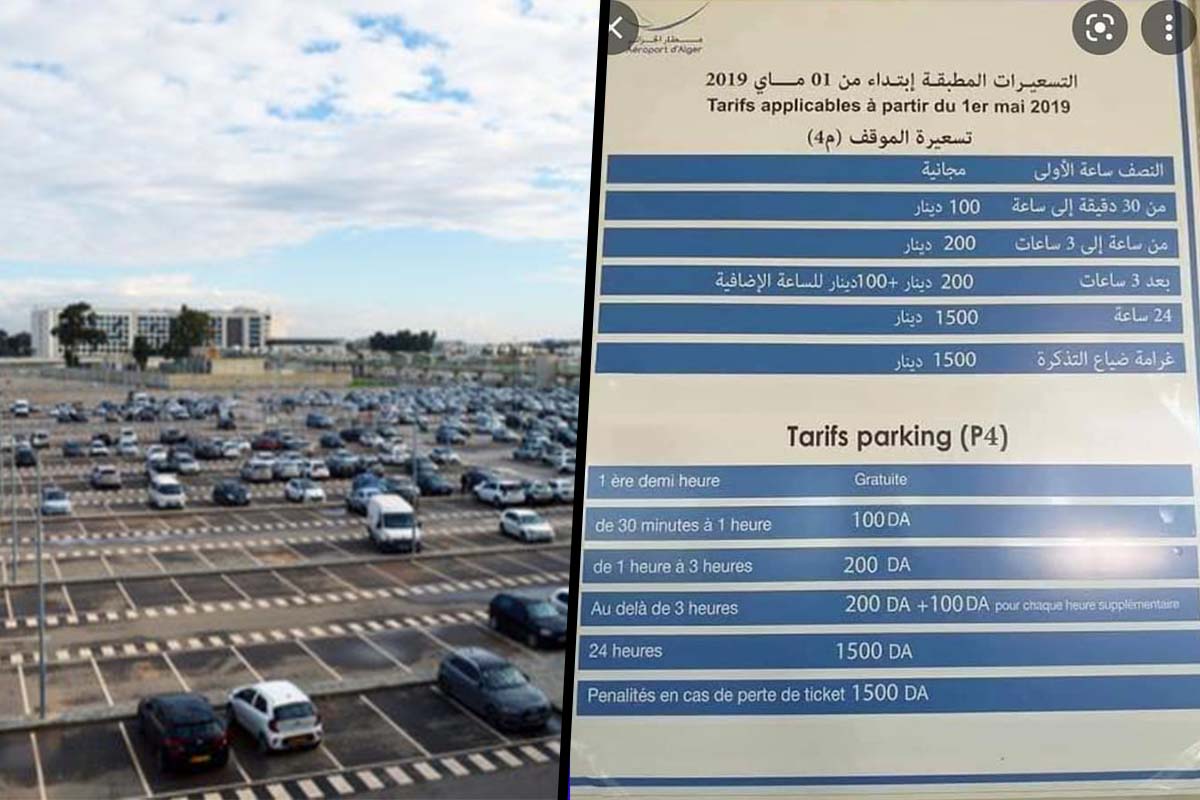 مطار الجزائر
Aéroport d'Alger
التسعيرات المطبقة إبتداء من 01 ماي 2019
Tarifs applicables à partir du 1er mai 2019
تسعيرة الموقف (م4)
النصف ساعة الأولى مجانية
من 30 دقيقة إلى ساعة 100 دينار
من ساعة إلى 3 ساعات 200 دينار
بعد 3 ساعات 200 دينار +100دينار للساعة الإضافية
24 ساعة 1500 دينار
غرامة ضياع التذكرة 1500 دينار
Tarifs parking (P4)
1 ère demi heure Gratuite
de 30 minutes à 1 heure 100 DA
de 1 heure à 3 heures 200 DA
Au delà de 3 heures 200 DA +100 DA pour chaque heure supplémentaire
24 heures 1500 DA
Penalités en cas de perte de ticket 1500 DA